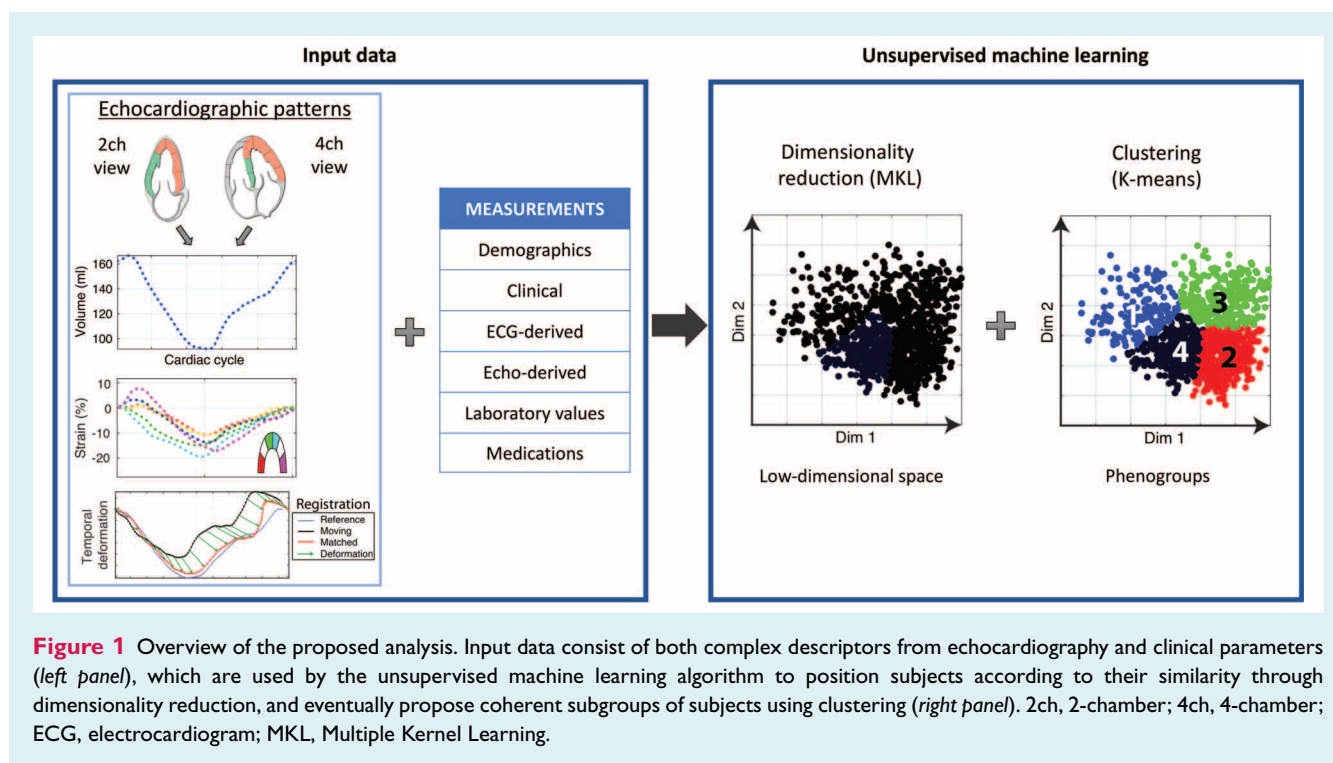 Input data
Unsupervised machine learning
Echocardiographic patterns
2ch
view
4ch
view
160
140
120
100
Volume (ml)
Cardiac cycle
10
0
-10
-20
Strain (%)
Temporal
deformation
Registration
Reference
Moving
Matched
Deformation
MEASUREMENTS
Demographics
Clinical
ECG-derived
Echo-derived
Laboratory values
Medications
Dimensionality
reduction (MKL)
Dim 2
Dim 1
Low-dimensional space
Clustering
(K-means)
Dim 2
3
4
2
Dim 1
Phenogroups
Figure 1 Overview of the proposed analysis. Input data consist of both complex descriptors from echocardiography and clinical parameters
(left panel), which are used by the unsupervised machine learning algorithm to position subjects according to their similarity through
dimensionality reduction, and eventually propose coherent subgroups of subjects using clustering (right panel). 2ch, 2-chamber; 4ch, 4-chamber;
ECG, electrocardiogram; MKL, Multiple Kernel Learning.